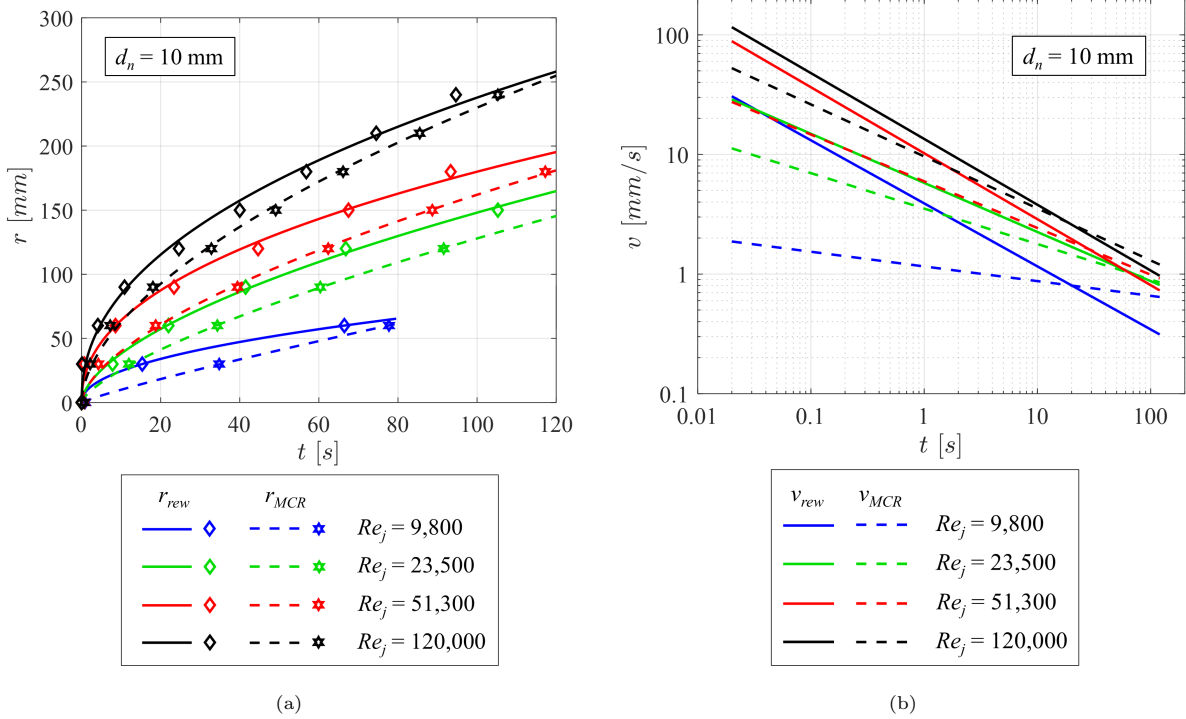 300
250
200
150
100
50
0
r [mm]
d_n = 10 mm
0 20 40 60 80 100 120
t [s]
r_rew r_MCR
Re_j = 9,800
Re_j = 23,500
Re_j = 51,300
Re_j = 120,000
(a)
100
10
1
0.1
v [mm/s]
d_n = 10 mm
0.01 0.1 1 10 100
t [s]
v_rew v_MCR
Re_j = 9,800
Re_j = 23,500
Re_j = 51,300
Re_j = 120,000
(b)